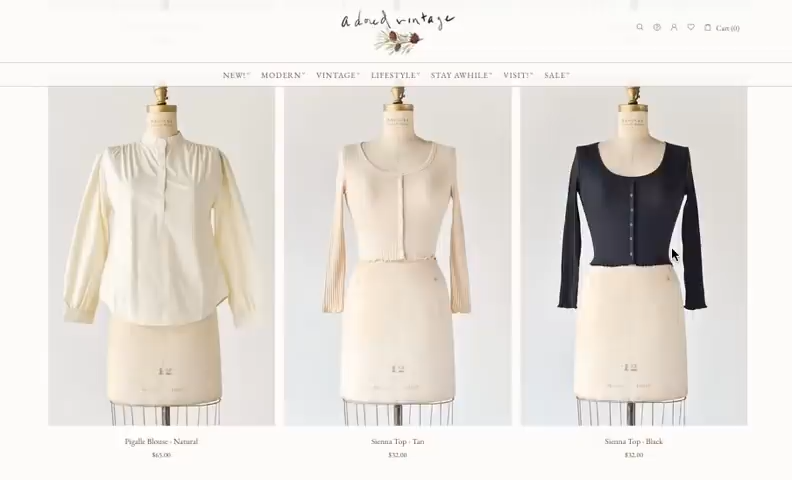 adored vintage
Cart (0)
NEW! MODERN VINTAGE LIFESTYLE STAY AWHILE VISIT! SALE
Pigalle Blouse - Natural
$65.00
Sienna Top - Tan
$32.00
Sienna Top - Black
$32.00